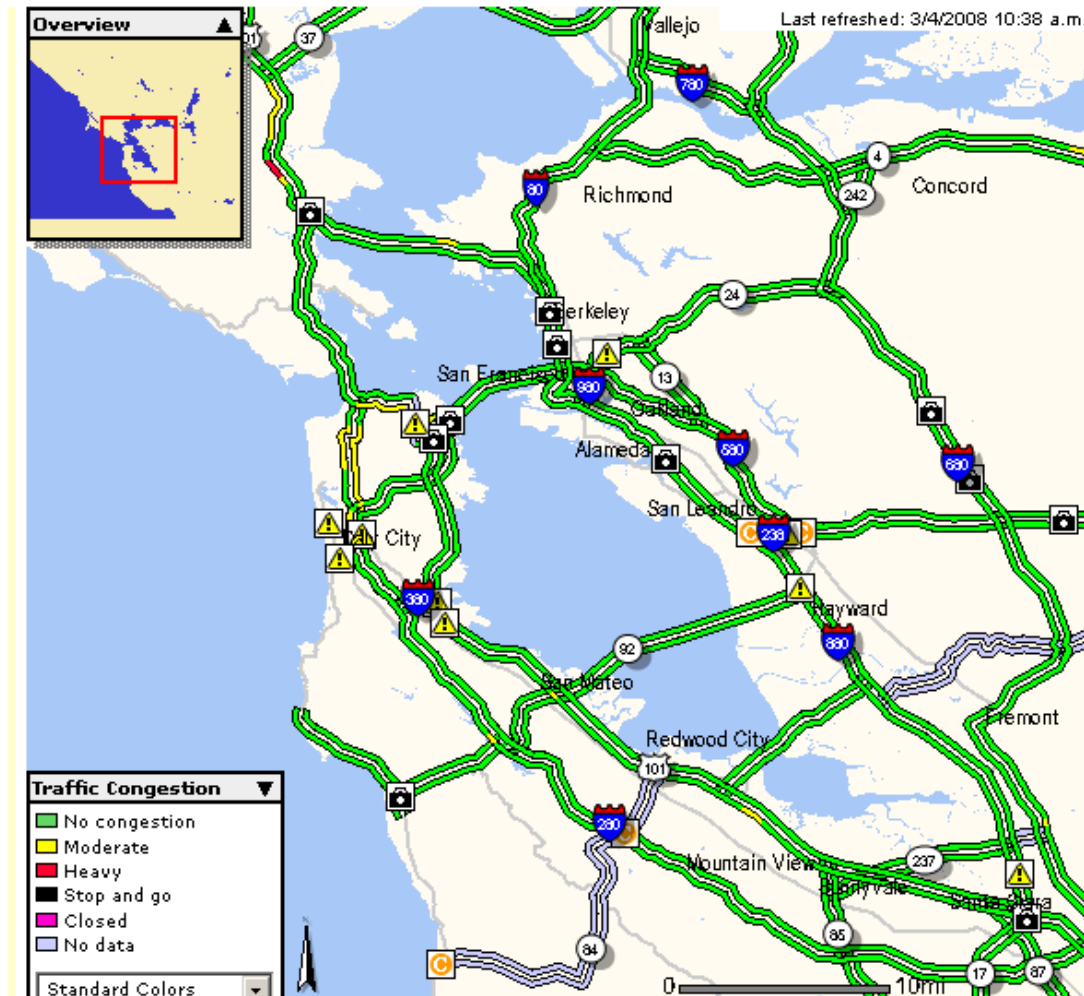 Overview
Last refreshed: 3/4/2008 10:38 a.m.
Vallejo
37
780
4
80
Richmond
242
Concord
24
Berkeley
San Francisco
980
13
Oakland
Alameda
580
680
San Leandro
238
Daly City
380
Hayward
92
880
San Mateo
Fremont
Redwood City
101
Traffic Congestion
No congestion
Moderate
Heavy
Stop and go
Closed
No data
Standard Colors
280
Mountain View
237
Sunnyvale
Santa Clara
85
84
17
87
C
0
10mi